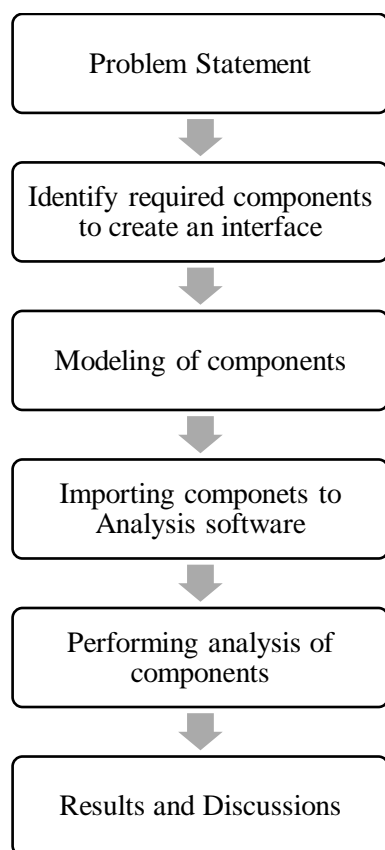 Problem Statement
Identify required components
to create an interface
Modeling of components
Importing componets to
Analysis software
Performing analysis of
components
Results and Discussions